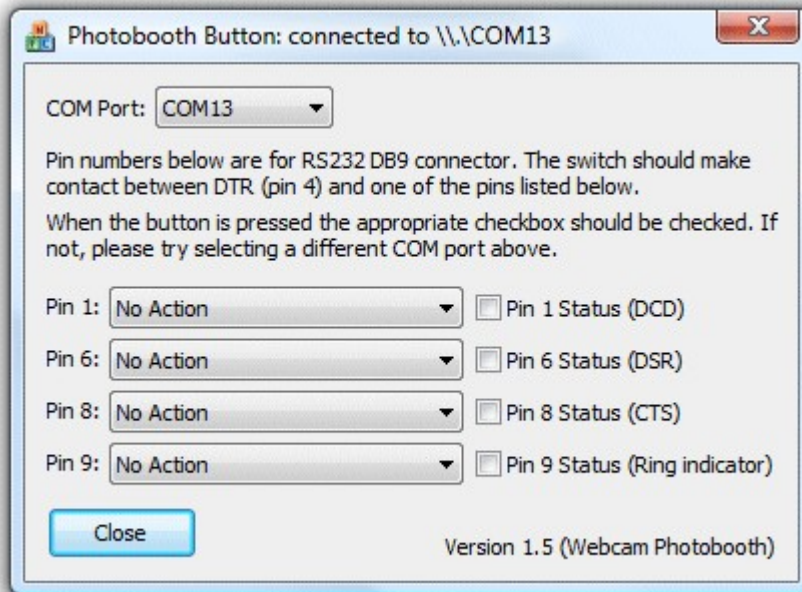 Photobooth Button: connected to \\.\COM13
COM Port: COM13
Pin numbers below are for RS232 DB9 connector. The switch should make
contact between DTR (pin 4) and one of the pins listed below.
When the button is pressed the appropriate checkbox should be checked. If
not, please try selecting a different COM port above.
Pin 1: No Action Pin 1 Status (DCD)
Pin 6: No Action Pin 6 Status (DSR)
Pin 8: No Action Pin 8 Status (CTS)
Pin 9: No Action Pin 9 Status (Ring indicator)
Close Version 1.5 (Webcam Photobooth)